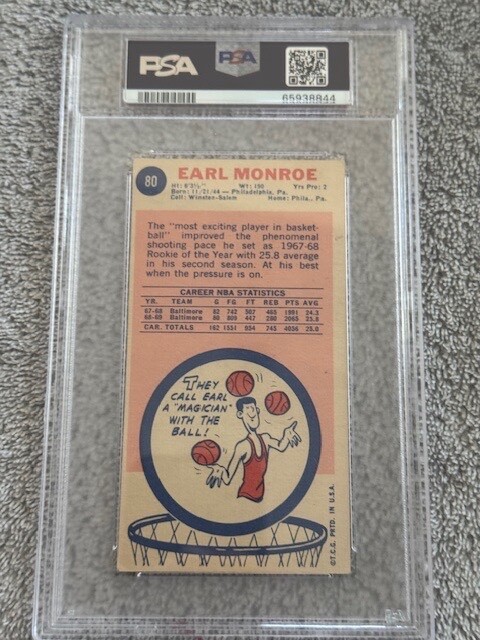 PSA
PSA
65938844
80
EARL MONROE
Ht: 6'3½" Wt: 190 Yrs Pro: 2
Born: 11/21/44 — Philadelphia, Pa.
Coll: Winston-Salem Home: Phila., Pa.
The "most exciting player in basket-
ball" improved the phenomenal
shooting pace he set as 1967-68
Rookie of the Year with 25.8 average
in his second season. At his best
when the pressure is on.
CAREER NBA STATISTICS
YR. TEAM G FG FT REB PTS AVG
67-68 Baltimore 82 742 507 465 1991 24.3
68-69 Baltimore 80 809 447 280 2065 25.8
CAR. TOTALS 162 1551 954 745 4056 25.0
THEY
CALL EARL
A "MAGICIAN"
WITH THE
BALL!
©T.C.G. PRTD. IN U.S.A.